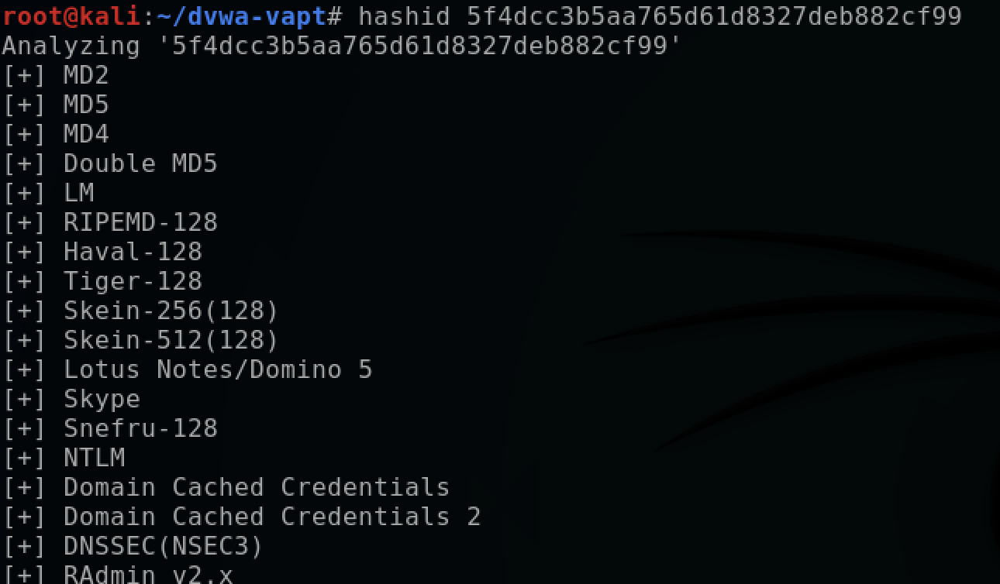 root@kali:~/dvwa-vapt# hashid 5f4dcc3b5aa765d61d8327deb882cf99
Analyzing '5f4dcc3b5aa765d61d8327deb882cf99'
[+] MD2
[+] MD5
[+] MD4
[+] Double MD5
[+] LM
[+] RIPEMD-128
[+] Haval-128
[+] Tiger-128
[+] Skein-256(128)
[+] Skein-512(128)
[+] Lotus Notes/Domino 5
[+] Skype
[+] Snefru-128
[+] NTLM
[+] Domain Cached Credentials
[+] Domain Cached Credentials 2
[+] DNSSEC(NSEC3)
[+] RAdmin v2.x